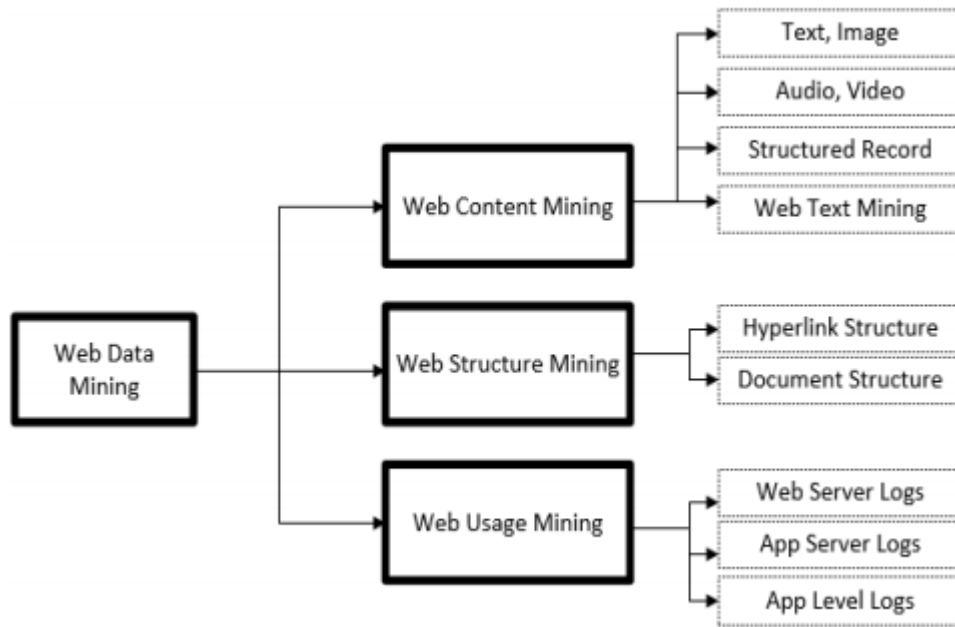 Text, Image
Audio, Video
Structured Record
Web Content Mining
Web Text Mining
Web Data
Mining
Hyperlink Structure
Web Structure Mining
Document Structure
Web Server Logs
Web Usage Mining
App Server Logs
App Level Logs